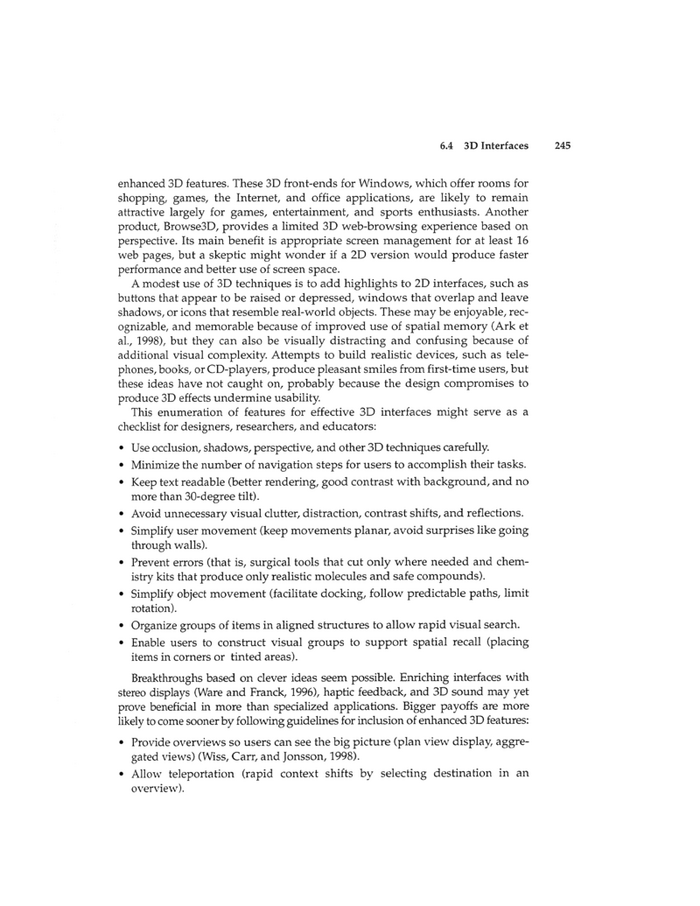 6.4 3D Interfaces 245
enhanced 3D features. These 3D front-ends for Windows, which offer rooms for
shopping, games, the Internet, and office applications, are likely to remain
attractive largely for games, entertainment, and sports enthusiasts. Another
product, Browse3D, provides a limited 3D web-browsing experience based on
perspective. Its main benefit is appropriate screen management for at least 16
web pages, but a skeptic might wonder if a 2D version would produce faster
performance and better use of screen space.
A modest use of 3D techniques is to add highlights to 2D interfaces, such as
buttons that appear to be raised or depressed, windows that overlap and leave
shadows, or icons that resemble real-world objects. These may be enjoyable, rec-
ognizable, and memorable because of improved use of spatial memory (Ark et
al., 1998), but they can also be visually distracting and confusing because of
additional visual complexity. Attempts to build realistic devices, such as tele-
phones, books, or CD-players, produce pleasant smiles from first-time users, but
these ideas have not caught on, probably because the design compromises to
produce 3D effects undermine usability.
This enumeration of features for effective 3D interfaces might serve as a
checklist for designers, researchers, and educators:
• Use occlusion, shadows, perspective, and other 3D techniques carefully.
• Minimize the number of navigation steps for users to accomplish their tasks.
• Keep text readable (better rendering, good contrast with background, and no
more than 30-degree tilt).
• Avoid unnecessary visual clutter, distraction, contrast shifts, and reflections.
• Simplify user movement (keep movements planar, avoid surprises like going
through walls).
• Prevent errors (that is, surgical tools that cut only where needed and chem-
istry kits that produce only realistic molecules and safe compounds).
• Simplify object movement (facilitate docking, follow predictable paths, limit
rotation).
• Organize groups of items in aligned structures to allow rapid visual search.
• Enable users to construct visual groups to support spatial recall (placing
items in corners or tinted areas).
Breakthroughs based on clever ideas seem possible. Enriching interfaces with
stereo displays (Ware and Franck, 1996), haptic feedback, and 3D sound may yet
prove beneficial in more than specialized applications. Bigger payoffs are more
likely to come sooner by following guidelines for inclusion of enhanced 3D features:
• Provide overviews so users can see the big picture (plan view display, aggre-
gated views) (Wiss, Carr, and Jonsson, 1998).
• Allow teleportation (rapid context shifts by selecting destination in an
overview).